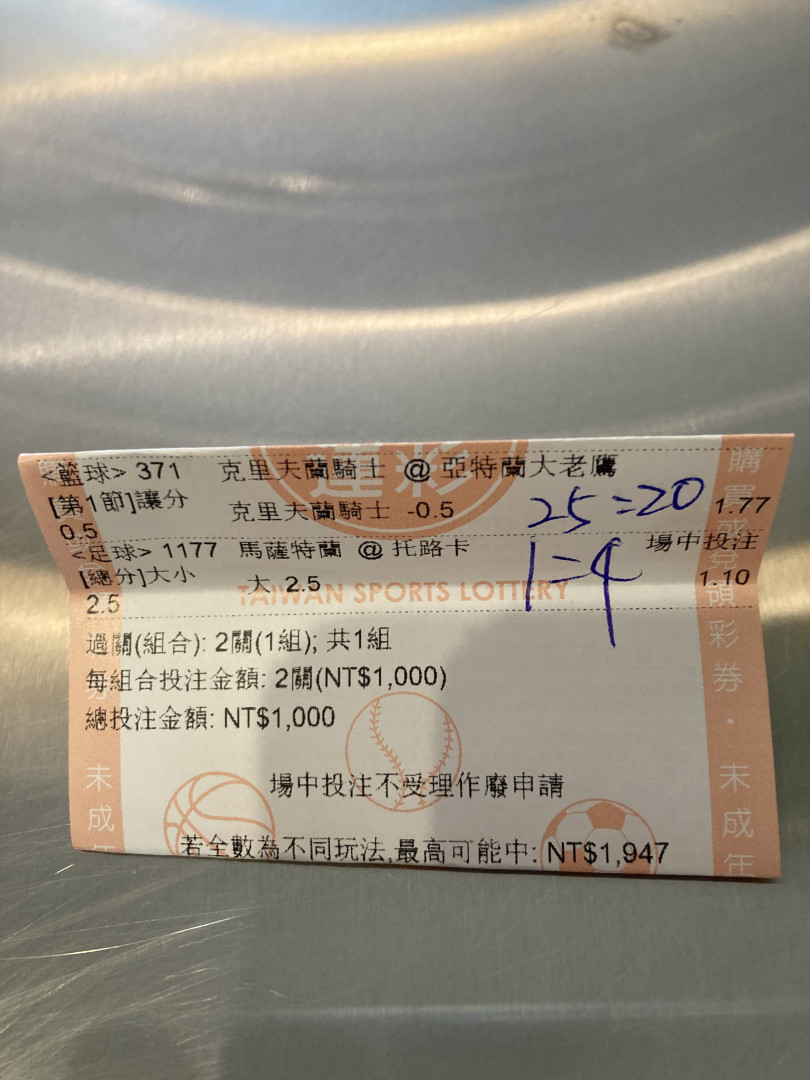 運彩
<籃球> 371 克里夫蘭騎士 @ 亞特蘭大老鷹
[第1節]讓分 克里夫蘭騎士 -0.5 25=20 1.77
0.5
<足球> 1177 馬薩特蘭 @ 托路卡 場中投注
[總分]大小 大 2.5 1=4 1.10
2.5
TAIWAN SPORTS LOTTERY
過關(組合): 2關(1組); 共1組
每組合投注金額: 2關(NT$1,000)
總投注金額: NT$1,000
場中投注不受理作廢申請
若全數為不同玩法,最高可能中: NT$1,947
券
未成年
購買或兌領彩券·未成年